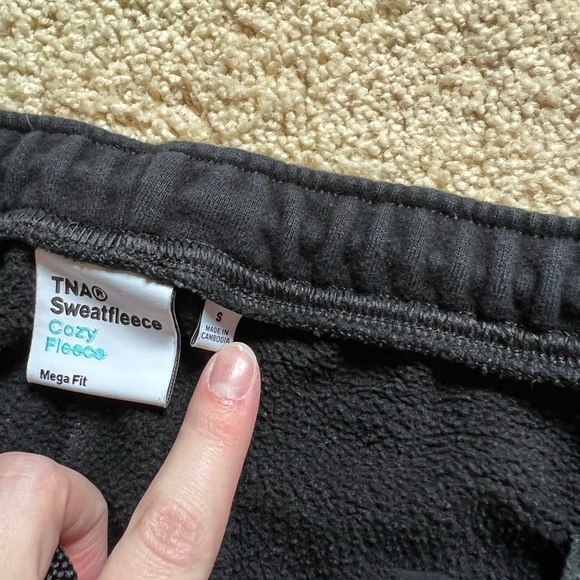 TNA®
Sweatfleece
Cozy
Fleece
Mega Fit
S
MADE IN
CAMBODIA